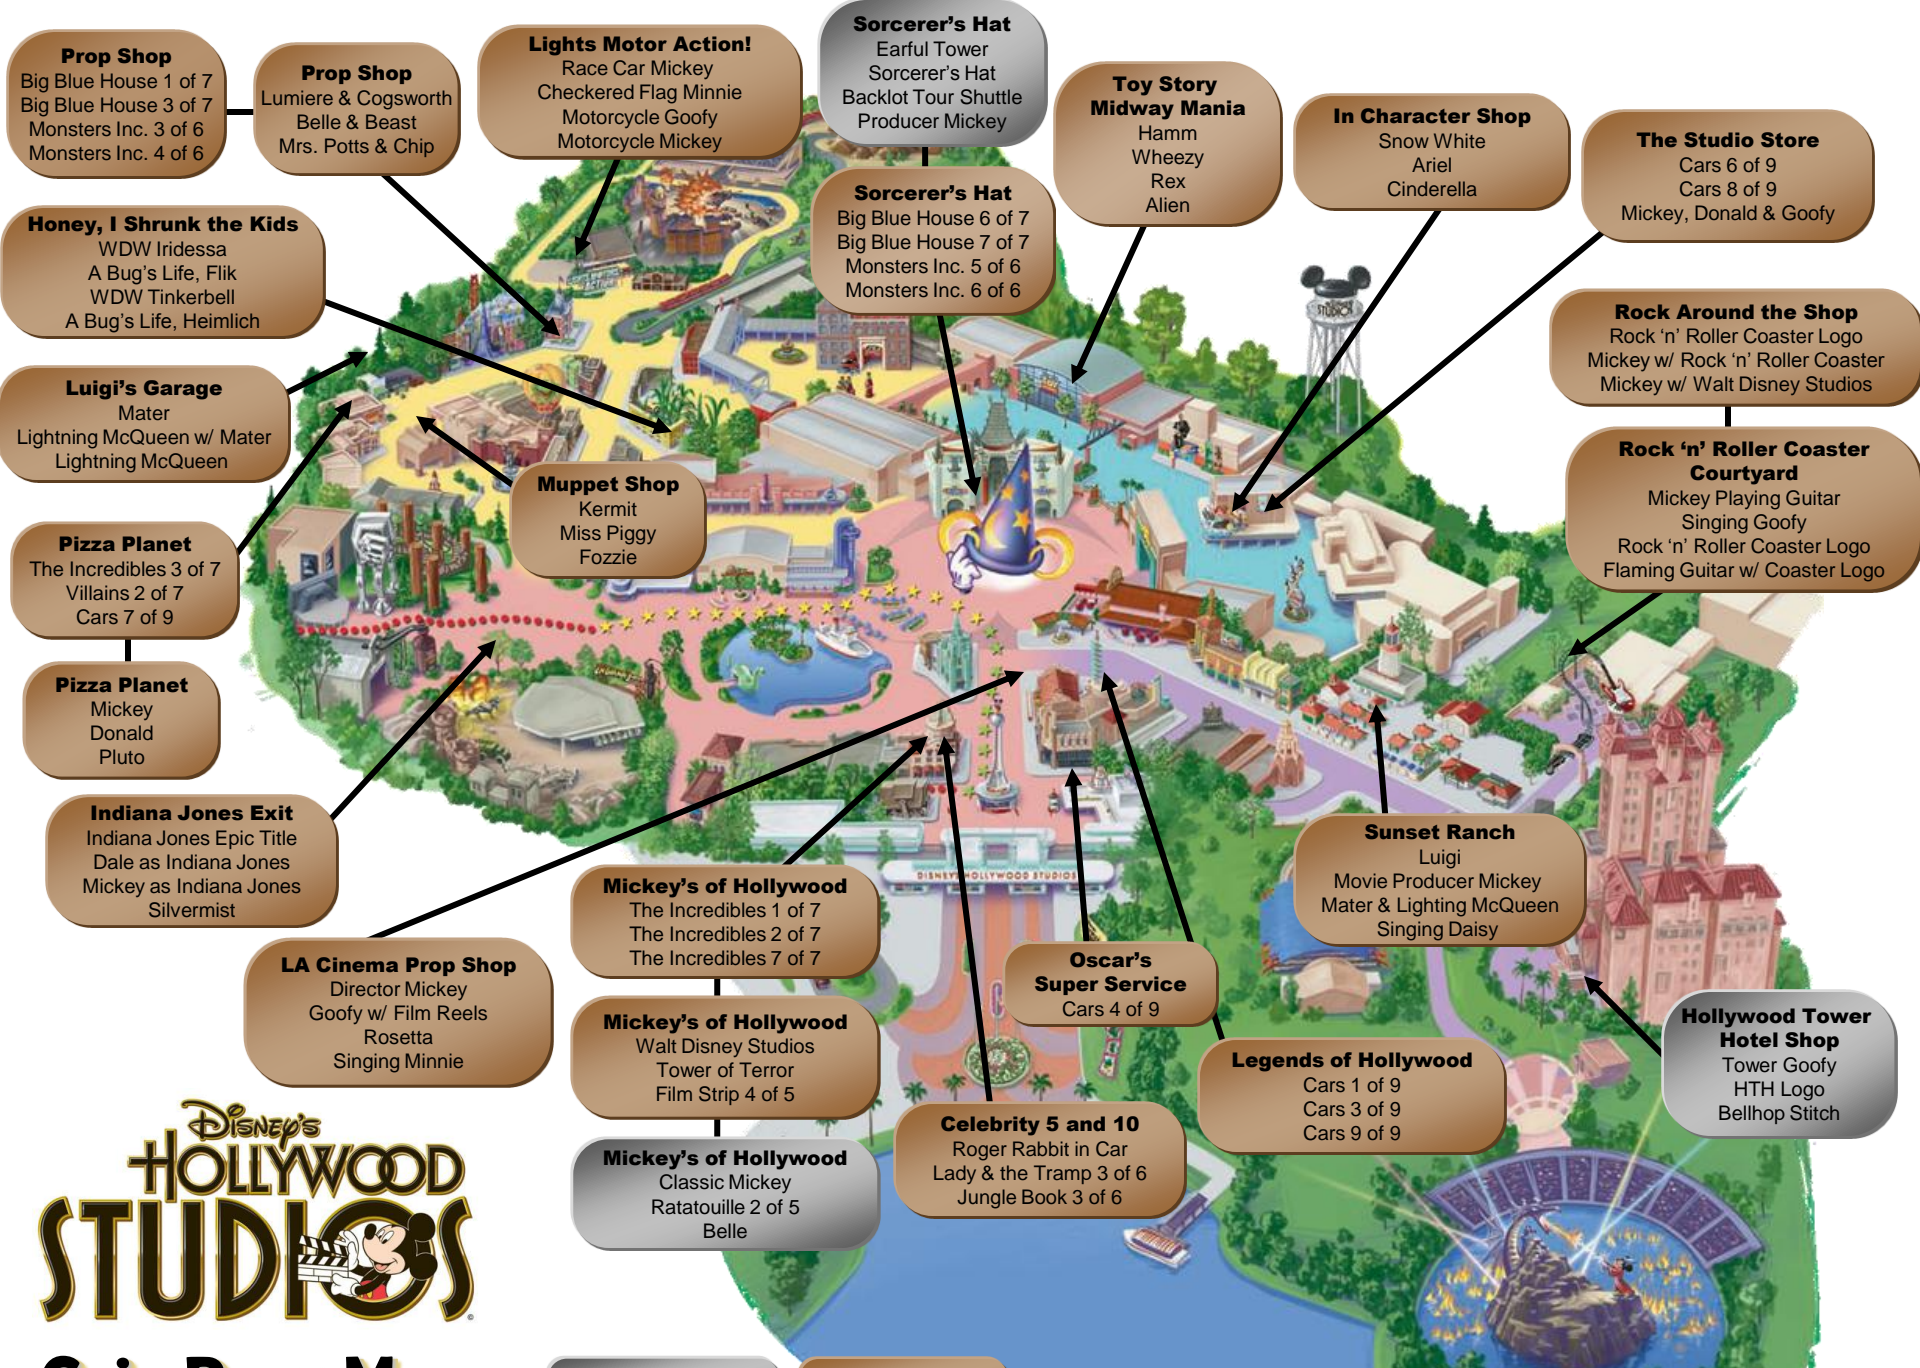 Prop Shop
Big Blue House 1 of 7
Big Blue House 3 of 7
Monsters Inc. 3 of 6
Monsters Inc. 4 of 6
Prop Shop
Lumiere & Cogsworth
Belle & Beast
Mrs. Potts & Chip
Lights Motor Action!
Race Car Mickey
Checkered Flag Minnie
Motorcycle Goofy
Motorcycle Mickey
Sorcerer's Hat
Earful Tower
Sorcerer's Hat
Backlot Tour Shuttle
Producer Mickey
Sorcerer's Hat
Big Blue House 6 of 7
Big Blue House 7 of 7
Monsters Inc. 5 of 6
Monsters Inc. 6 of 6
Toy Story
Midway Mania
Hamm
Wheezy
Rex
Alien
In Character Shop
Snow White
Ariel
Cinderella
The Studio Store
Cars 6 of 9
Cars 8 of 9
Mickey, Donald & Goofy
Honey, I Shrunk the Kids
WDW Iridessa
A Bug's Life, Flik
WDW Tinkerbell
A Bug's Life, Heimlich
Rock Around the Shop
Rock 'n' Roller Coaster Logo
Mickey w/ Rock 'n' Roller Coaster
Mickey w/ Walt Disney Studios
Luigi's Garage
Mater
Lightning McQueen w/ Mater
Lightning McQueen
Rock 'n' Roller Coaster
Courtyard
Mickey Playing Guitar
Singing Goofy
Rock 'n' Roller Coaster Logo
Flaming Guitar w/ Coaster Logo
Muppet Shop
Kermit
Miss Piggy
Fozzie
Pizza Planet
The Incredibles 3 of 7
Villains 2 of 7
Cars 7 of 9
Pizza Planet
Mickey
Donald
Pluto
Indiana Jones Exit
Indiana Jones Epic Title
Dale as Indiana Jones
Mickey as Indiana Jones
Silvermist
Sunset Ranch
Luigi
Movie Producer Mickey
Mater & Lighting McQueen
Singing Daisy
DISNEY'S HOLLYWOOD STUDIOS
Mickey's of Hollywood
The Incredibles 1 of 7
The Incredibles 2 of 7
The Incredibles 7 of 7
LA Cinema Prop Shop
Director Mickey
Goofy w/ Film Reels
Rosetta
Singing Minnie
Oscar's
Super Service
Cars 4 of 9
Mickey's of Hollywood
Walt Disney Studios
Tower of Terror
Film Strip 4 of 5
Hollywood Tower
Hotel Shop
Tower Goofy
HTH Logo
Bellhop Stitch
Legends of Hollywood
Cars 1 of 9
Cars 3 of 9
Cars 9 of 9
Celebrity 5 and 10
Roger Rabbit in Car
Lady & the Tramp 3 of 6
Jungle Book 3 of 6
Mickey's of Hollywood
Classic Mickey
Ratatouille 2 of 5
Belle
Disney's
HOLLYWOOD
STUDIOS